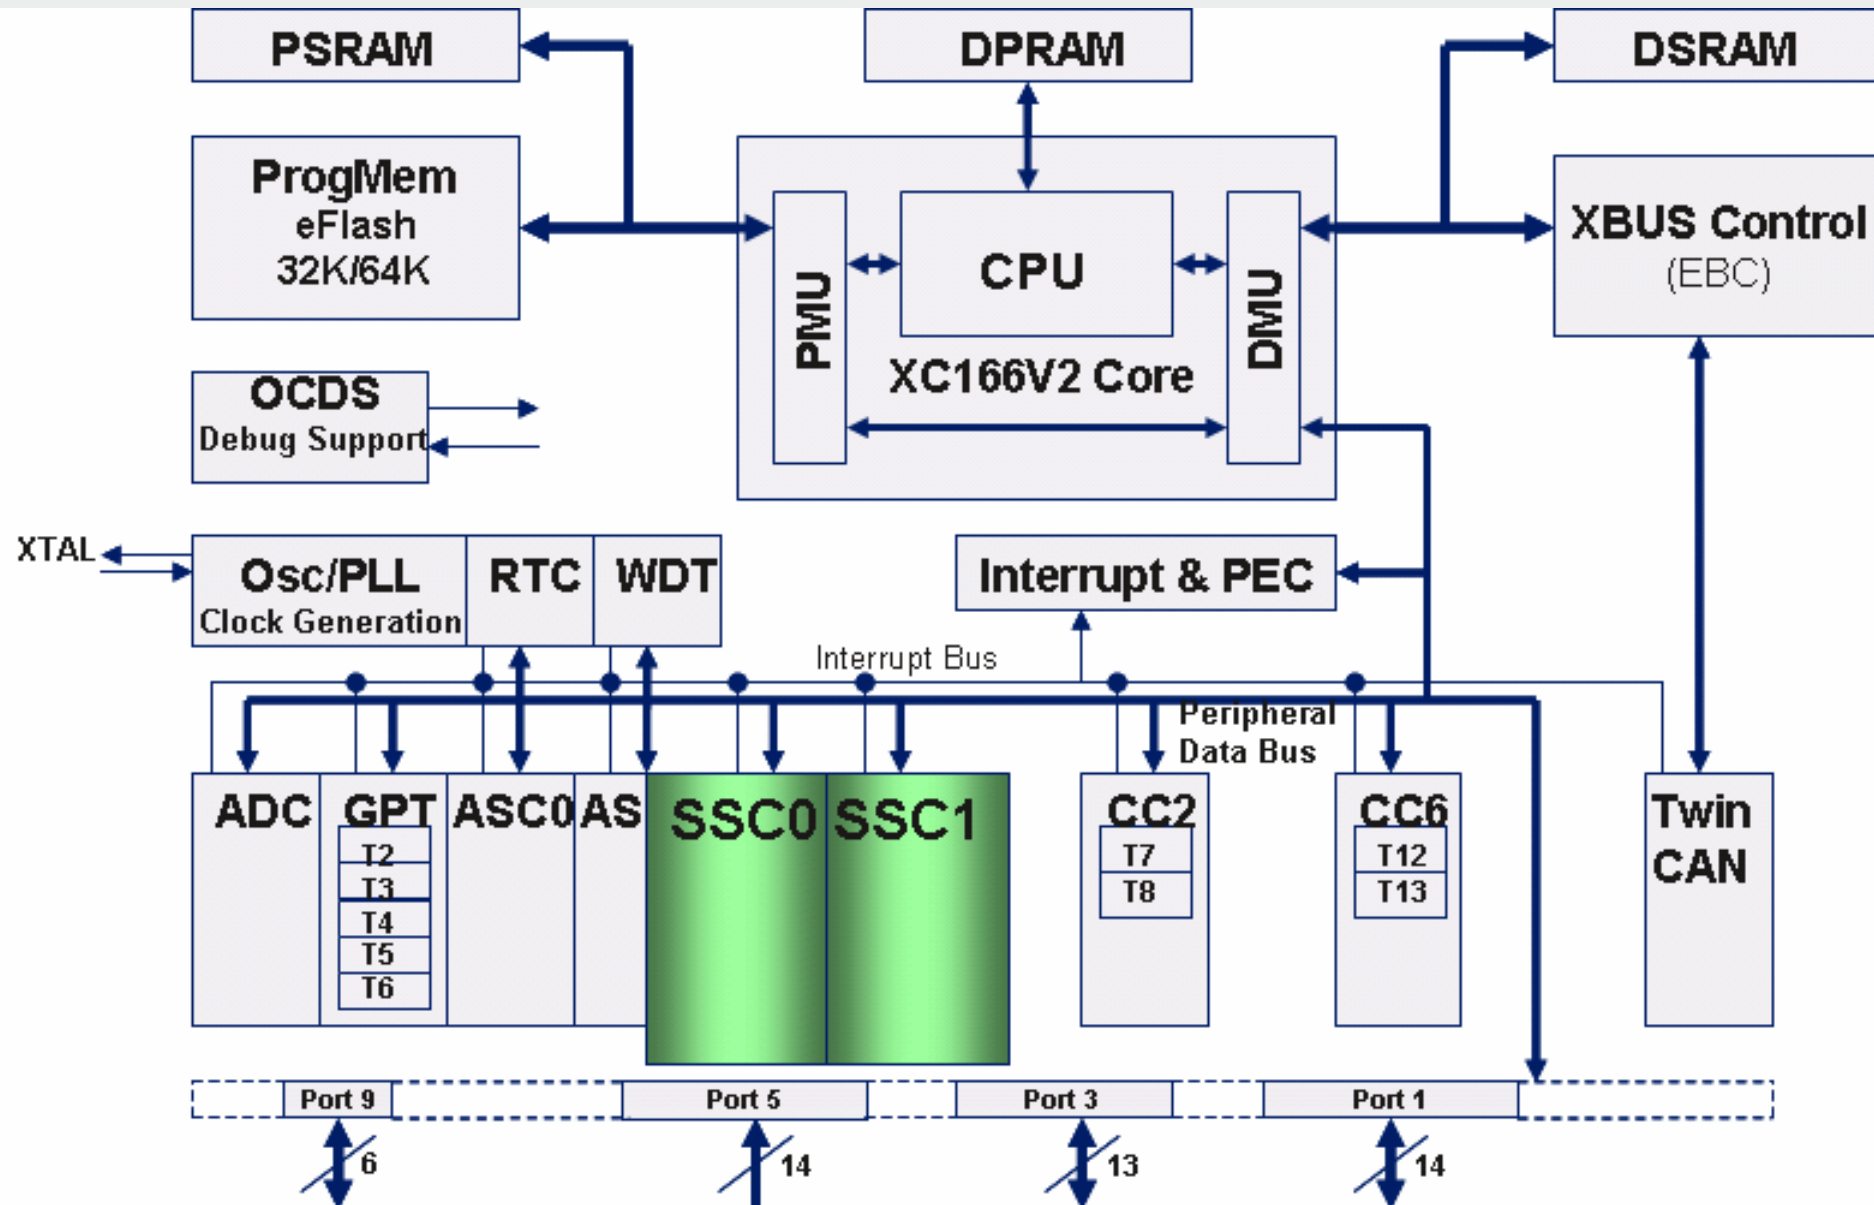 PSRAM
DPRAM
DSRAM
ProgMem
eFlash
32K/64K
PMU
CPU
DMU
XC166V2 Core
XBUS Control
(EBC)
OCDS
Debug Support
XTAL
Osc/PLL
Clock Generation
RTC
WDT
Interrupt & PEC
Interrupt Bus
Peripheral
Data Bus
ADC
GPT
T2
T3
T4
T5
T6
ASC0
AS
SSC0
SSC1
CC2
T7
T8
CC6
T12
T13
Twin
CAN
Port 9
Port 5
Port 3
Port 1
6
14
13
14